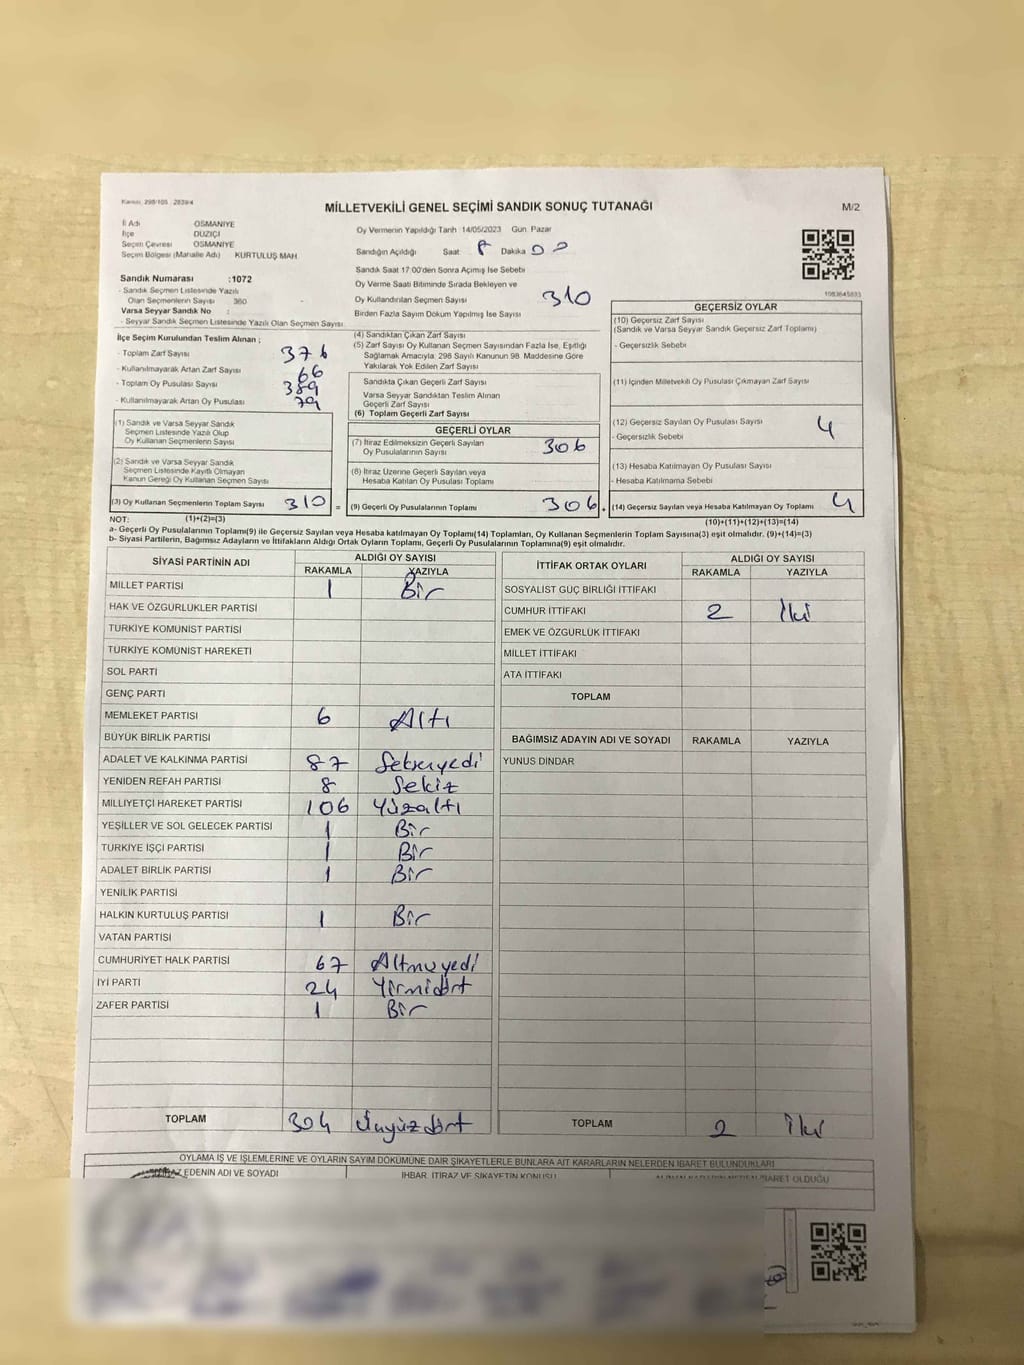 Kanun: 298/105, 2839/4
MİLLETVEKİLİ GENEL SEÇİMİ SANDIK SONUÇ TUTANAĞI
M/2
İl Adı OSMANİYE
İlçe DÜZİÇİ
Seçim Çevresi OSMANİYE
Seçim Bölgesi (Mahalle Adı) KURTULUŞ MAH
Sandık Numarası :1072
- Sandık Seçmen Listesinde Yazılı
Olan Seçmenlerin Sayısı 360
Varsa Seyyar Sandık No :
- Seyyar Sandık Seçmen Listesinde Yazılı Olan Seçmen Sayısı
Oy Vermenin Yapıldığı Tarih 14/05/2023 Gün Pazar
Sandığın Açıldığı Saat 8 Dakika 00
Sandık Saat 17:00'den Sonra Açımış İse Sebebi
Oy Verme Saati Bitiminde Sırada Bekleyen ve
Oy Kullandırılan Seçmen Sayısı
310
Birden Fazla Sayım Döküm Yapılmış İse Sayısı
1083645833
İlçe Seçim Kurulundan Teslim Alınan ;
- Toplam Zarf Sayısı 376
- Kullanılmayarak Artan Zarf Sayısı 66
- Toplam Oy Pusulası Sayısı 389
- Kullanılmayarak Artan Oy Pusulası 79
(1) Sandık ve Varsa Seyyar Sandık
Seçmen Listesinde Yazılı Olup
Oy Kullanan Seçmenlerin Sayısı
(2) Sandık ve Varsa Seyyar Sandık
Seçmen Listesinde Kayıtlı Olmayan
Kanun Gereği Oy Kullanan Seçmen Sayısı
(3) Oy Kullanan Seçmenlerin Toplam Sayısı 310 =
(4) Sandıktan Çıkan Zarf Sayısı
(5) Zarf Sayısı Oy Kullanan Seçmen Sayısından Fazla İse, Eşitliği
Sağlamak Amacıyla, 298 Sayılı Kanunun 98. Maddesine Göre
Yakılarak Yok Edilen Zarf Sayısı
Sandıkta Çıkan Geçerli Zarf Sayısı
Varsa Seyyar Sandıktan Teslim Alınan
Geçerli Zarf Sayısı
(6) Toplam Geçerli Zarf Sayısı
GEÇERLİ OYLAR
(7) İtiraz Edilmeksizin Geçerli Sayılan
Oy Pusulalarının Sayısı 306
(8) İtiraz Üzerine Geçerli Sayılan veya
Hesaba Katılan Oy Pusulası Toplamı
(9) Geçerli Oy Pusulalarının Toplamı 306 +
GEÇERSİZ OYLAR
(10) Geçersiz Zarf Sayısı
(Sandık ve Varsa Seyyar Sandık Geçersiz Zarf Toplamı)
- Geçersizlik Sebebi
(11) İçinden Milletvekili Oy Pusulası Çıkmayan Zarf Sayısı
(12) Geçersiz Sayılan Oy Pusulası Sayısı 4
- Geçersizlik Sebebi
(13) Hesaba Katılmayan Oy Pusulası Sayısı
- Hesaba Katılmama Sebebi
(14) Geçersiz Sayılan veya Hesaba Katılmayan Oy Toplamı 4
NOT: (1)+(2)=(3)
(10)+(11)+(12)+(13)=(14)
a- Geçerli Oy Pusulalarının Toplamı(9) ile Geçersiz Sayılan veya Hesaba katılmayan Oy Toplamı(14) Toplamları, Oy Kullanan Seçmenlerin Toplam Sayısına(3) eşit olmalıdır. (9)+(14)=(3)
b- Siyasi Partilerin, Bağımsız Adayların ve İttifakların Aldığı Ortak Oyların Toplamı, Geçerli Oy Pusulalarının Toplamına(9) eşit olmalıdır.
SİYASİ PARTİNİN ADI ALDIĞI OY SAYISI
RAKAMLA YAZIYLA
MİLLET PARTİSİ 1 Bir
HAK VE ÖZGÜRLÜKLER PARTİSİ
TÜRKİYE KOMÜNİST PARTİSİ
TÜRKİYE KOMÜNİST HAREKETİ
SOL PARTİ
GENÇ PARTİ
MEMLEKET PARTİSİ 6 Altı
BÜYÜK BİRLİK PARTİSİ
ADALET VE KALKINMA PARTİSİ 87 Seksenyedi
YENİDEN REFAH PARTİSİ 8 Sekiz
MİLLİYETÇİ HAREKET PARTİSİ 106 Yüzaltı
YEŞİLLER VE SOL GELECEK PARTİSİ 1 Bir
TÜRKİYE İŞÇİ PARTİSİ 1 Bir
ADALET BİRLİK PARTİSİ 1 Bir
YENİLİK PARTİSİ
HALKIN KURTULUŞ PARTİSİ 1 Bir
VATAN PARTİSİ
CUMHURİYET HALK PARTİSİ 67 Altmışyedi
İYİ PARTİ 24 Yirmidört
ZAFER PARTİSİ 1 Bir
TOPLAM 304 Üçyüzdört
İTTİFAK ORTAK OYLARI ALDIĞI OY SAYISI
RAKAMLA YAZIYLA
SOSYALİST GÜÇ BİRLİĞİ İTTİFAKI
CUMHUR İTTİFAKI 2 İki
EMEK VE ÖZGÜRLÜK İTTİFAKI
MİLLET İTTİFAKI
ATA İTTİFAKI
TOPLAM
BAĞIMSIZ ADAYIN ADI VE SOYADI RAKAMLA YAZIYLA
YUNUS DİNDAR
TOPLAM 2 İki
OYLAMA İŞ VE İŞLEMLERİNE VE OYLARIN SAYIM DÖKÜMÜNE DAİR ŞİKAYETLERLE BUNLARA AİT KARARLARIN NELERDEN İBARET BULUNDUKLARI
EDENİN ADI VE SOYADI
İHBAR, İTİRAZ VE ŞİKAYETİN KONUSU
İBARET OLDUĞU